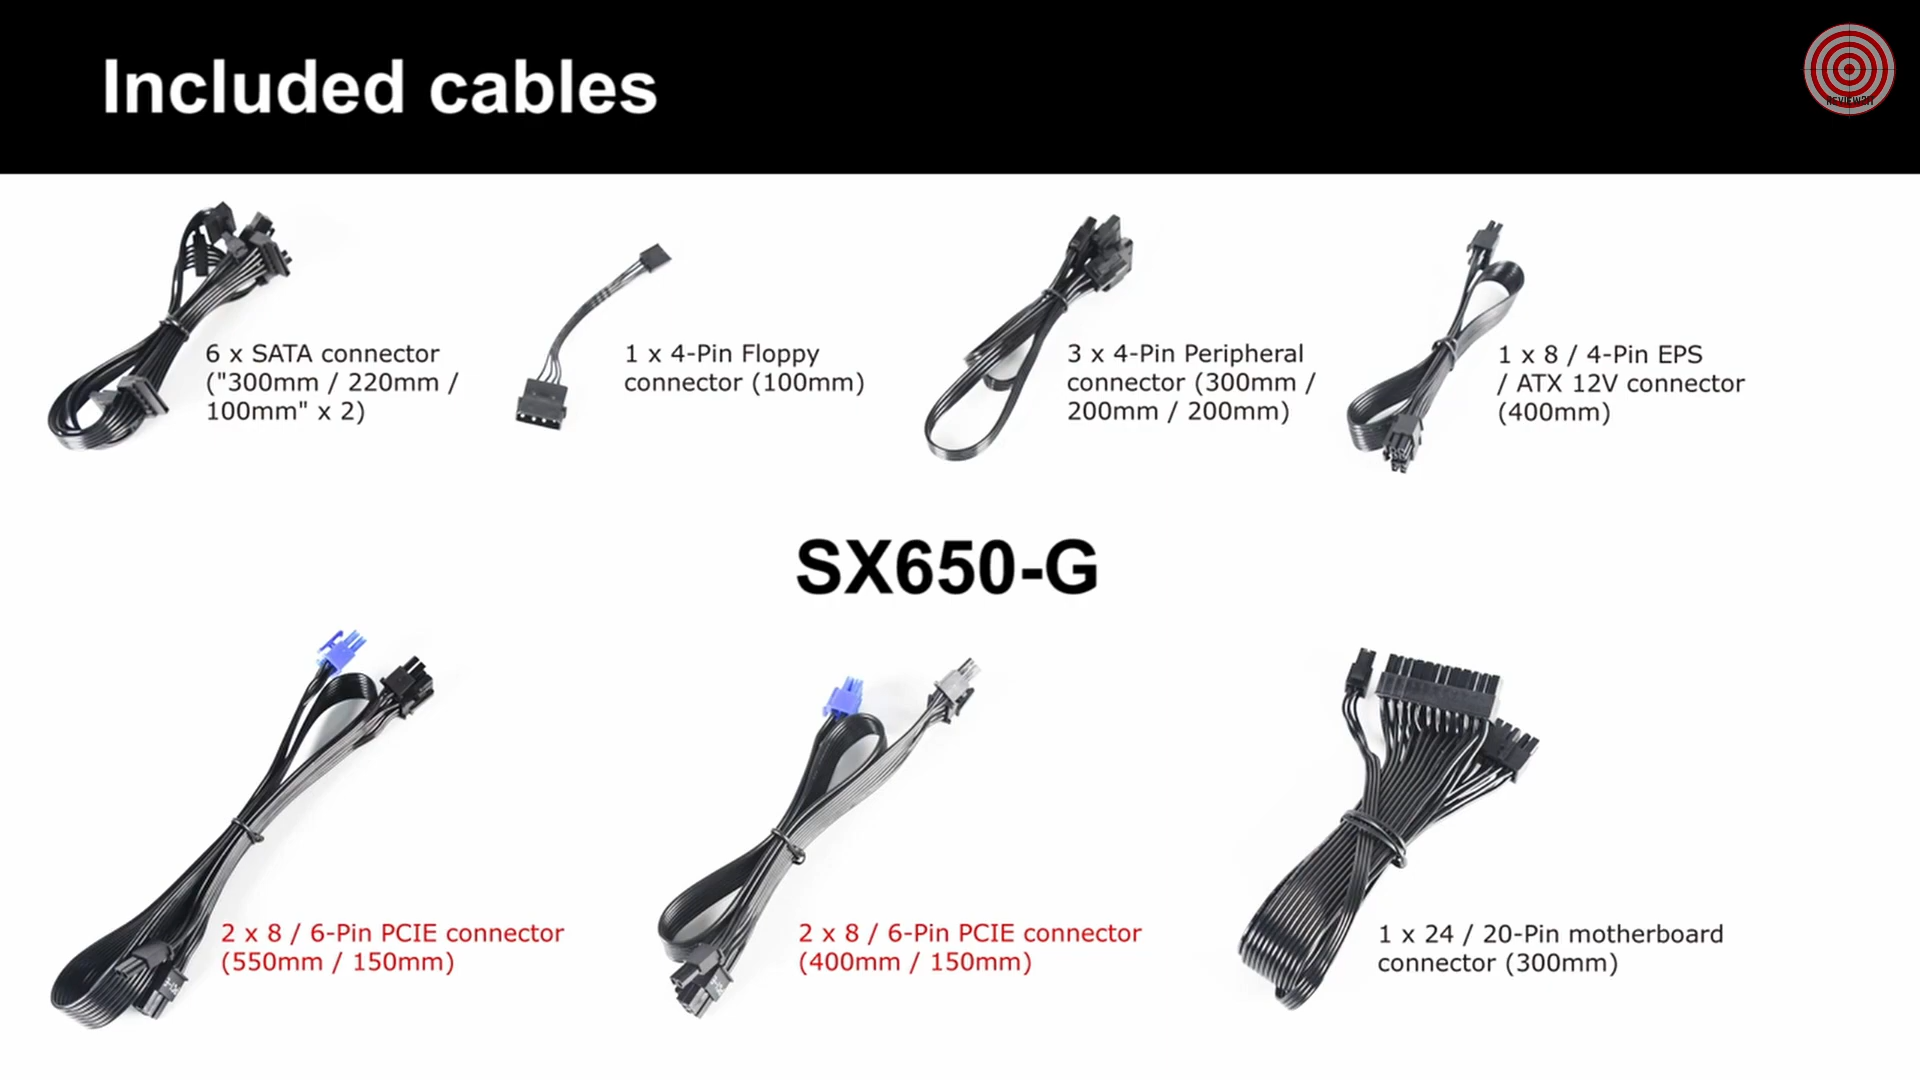 Included cables
REVIEWBIT
6 x SATA connector
("300mm / 220mm /
100mm" x 2)
1 x 4-Pin Floppy
connector (100mm)
3 x 4-Pin Peripheral
connector (300mm /
200mm / 200mm)
1 x 8 / 4-Pin EPS
/ ATX 12V connector
(400mm)
SX650-G
2 x 8 / 6-Pin PCIE connector
(550mm / 150mm)
2 x 8 / 6-Pin PCIE connector
(400mm / 150mm)
1 x 24 / 20-Pin motherboard
connector (300mm)